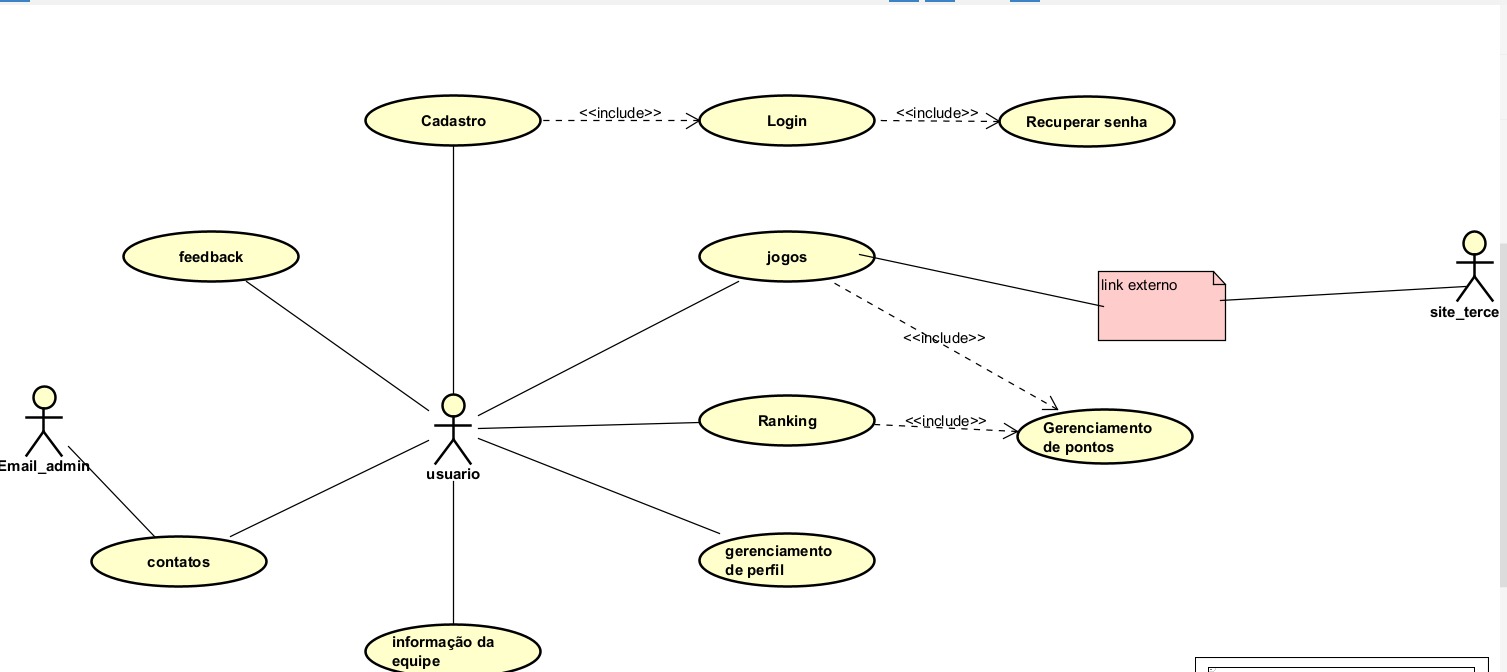 Cadastro
<<include>>
Login
<<include>>
Recuperar senha
feedback
jogos
link externo
site_terce
<<include>>
Ranking
<<include>>
Gerenciamento
de pontos
Email_admin
usuario
contatos
gerenciamento
de perfil
informação da
equipe